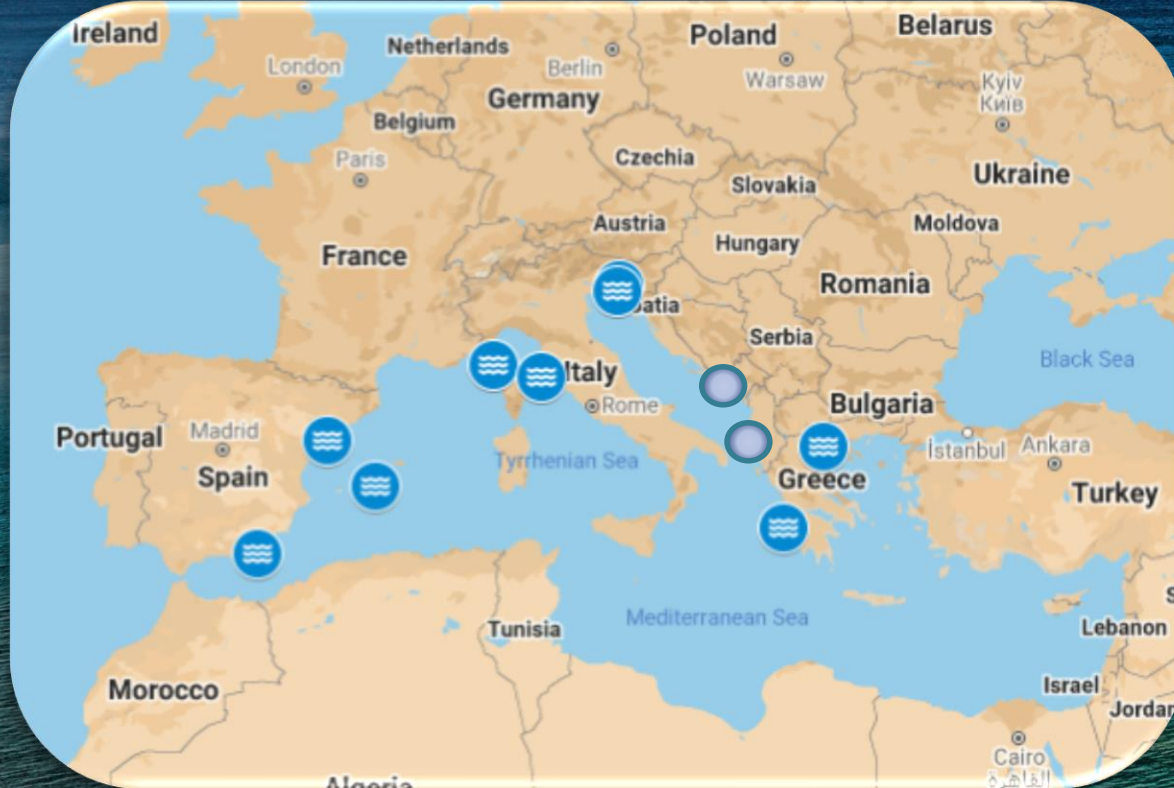 Ireland
Belarus
Poland
Netherlands
London
Berlin
Warsaw
Kyiv
Київ
Germany
Belgium
Paris
Czechia
Ukraine
Slovakia
Austria
Moldova
Hungary
France
Romania
atia
Serbia
Black Sea
Italy
Bulgaria
Rome
Portugal
Madrid
İstanbul
Ankara
Tyrrhenian Sea
Spain
Greece
Turkey
Mediterranean Sea
Tunisia
Lebanon
Israel
Morocco
Jordar
Cairo
القاهرة
Algeria